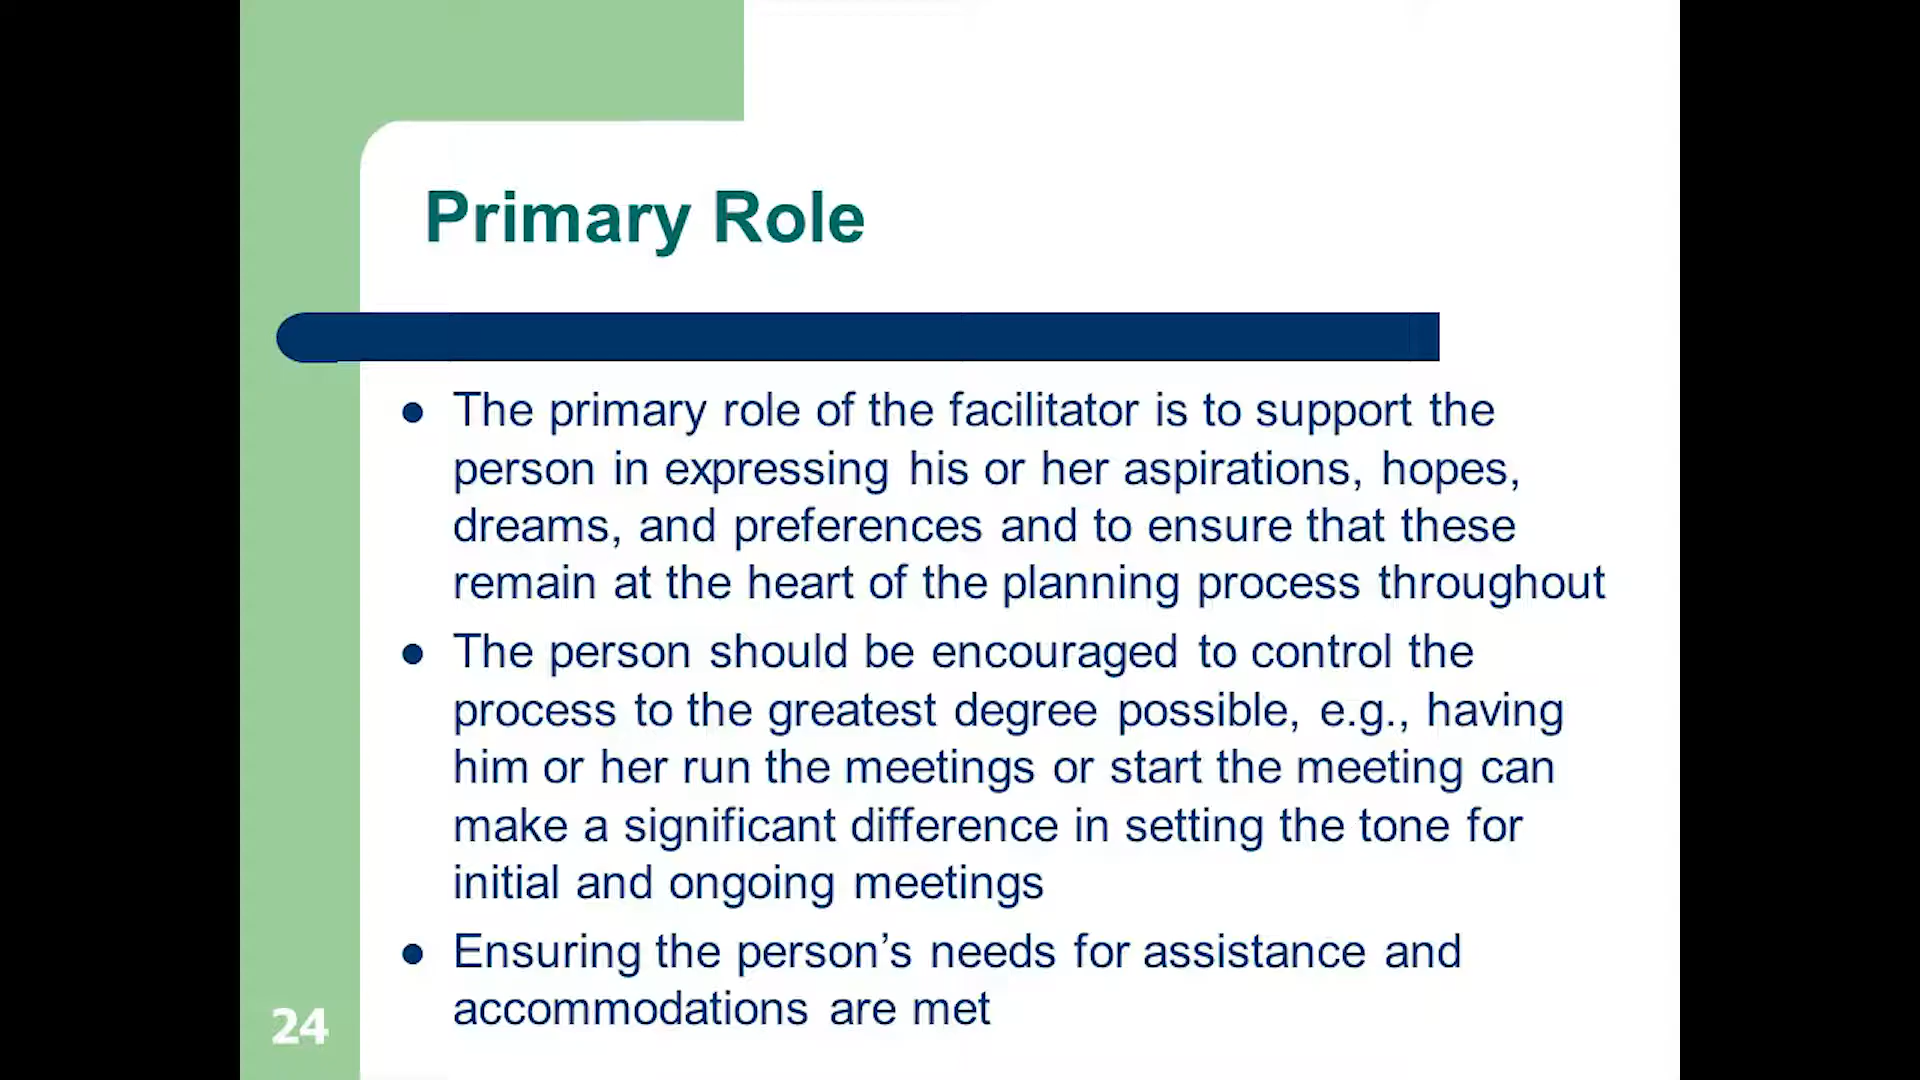 Primary Role
● The primary role of the facilitator is to support the
person in expressing his or her aspirations, hopes,
dreams, and preferences and to ensure that these
remain at the heart of the planning process throughout
● The person should be encouraged to control the
process to the greatest degree possible, e.g., having
him or her run the meetings or start the meeting can
make a significant difference in setting the tone for
initial and ongoing meetings
● Ensuring the person’s needs for assistance and
accommodations are met
24